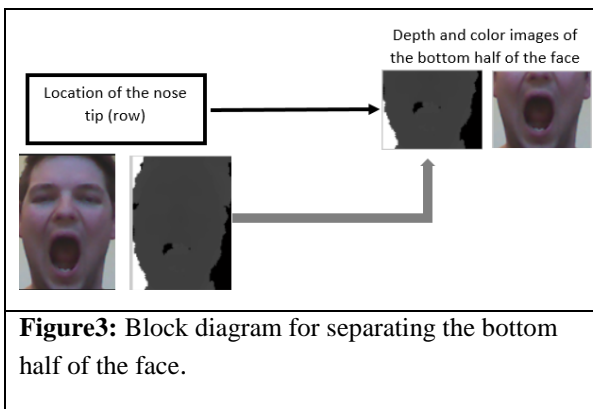 Depth and color images of
the bottom half of the face
Location of the nose
tip (row)
Figure3: Block diagram for separating the bottom
half of the face.